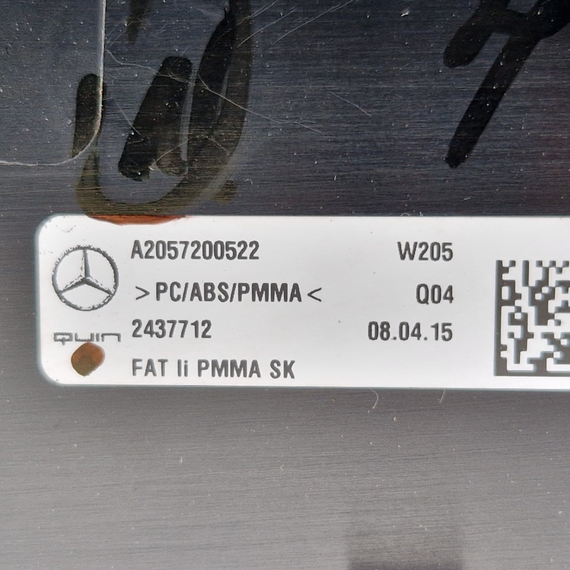 A2057200522 W205
>PC/ABS/PMMA< Q04
QUIN 2437712 08.04.15
FAT li PMMA SK